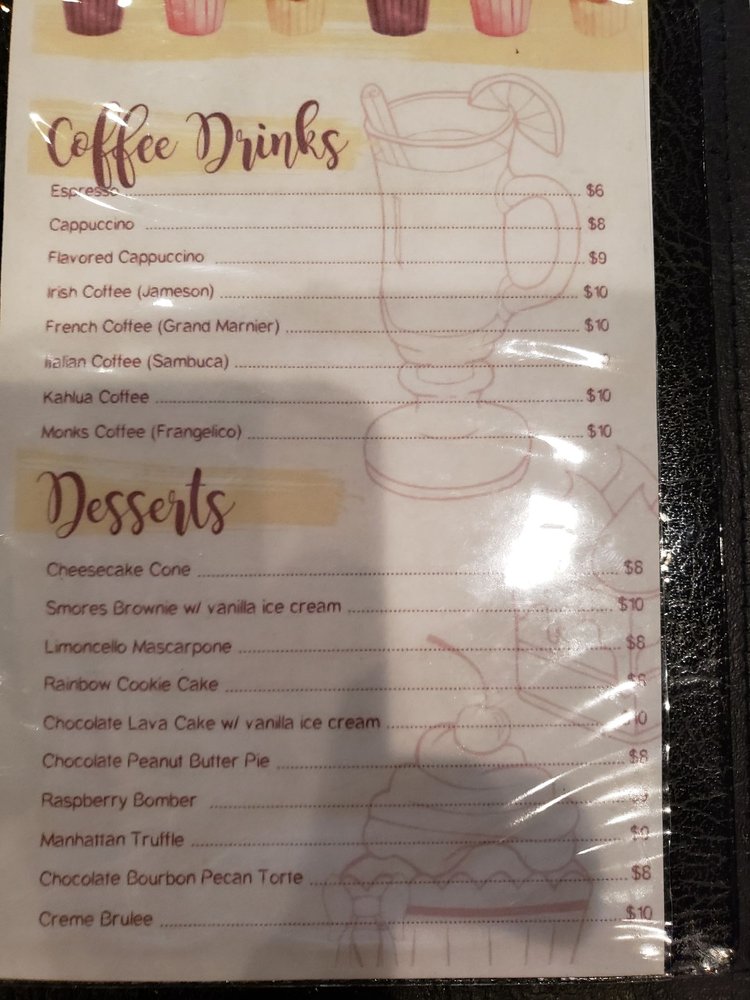 Coffee Drinks
Espresso $6
Cappuccino $8
Flavored Cappuccino $9
Irish Coffee (Jameson) $10
French Coffee (Grand Marnier) $10
Italian Coffee (Sambuca)
Kahlua Coffee $10
Monks Coffee (Frangelico) $10
Desserts
Cheesecake Cone $8
Smores Brownie w/ vanilla ice cream $10
Limoncello Mascarpone $8
Rainbow Cookie Cake $8
Chocolate Lava Cake w/ vanilla ice cream $10
Chocolate Peanut Butter Pie $8
Raspberry Bomber
Manhattan Truffle
Chocolate Bourbon Pecan Torte $8
Creme Brulee $10